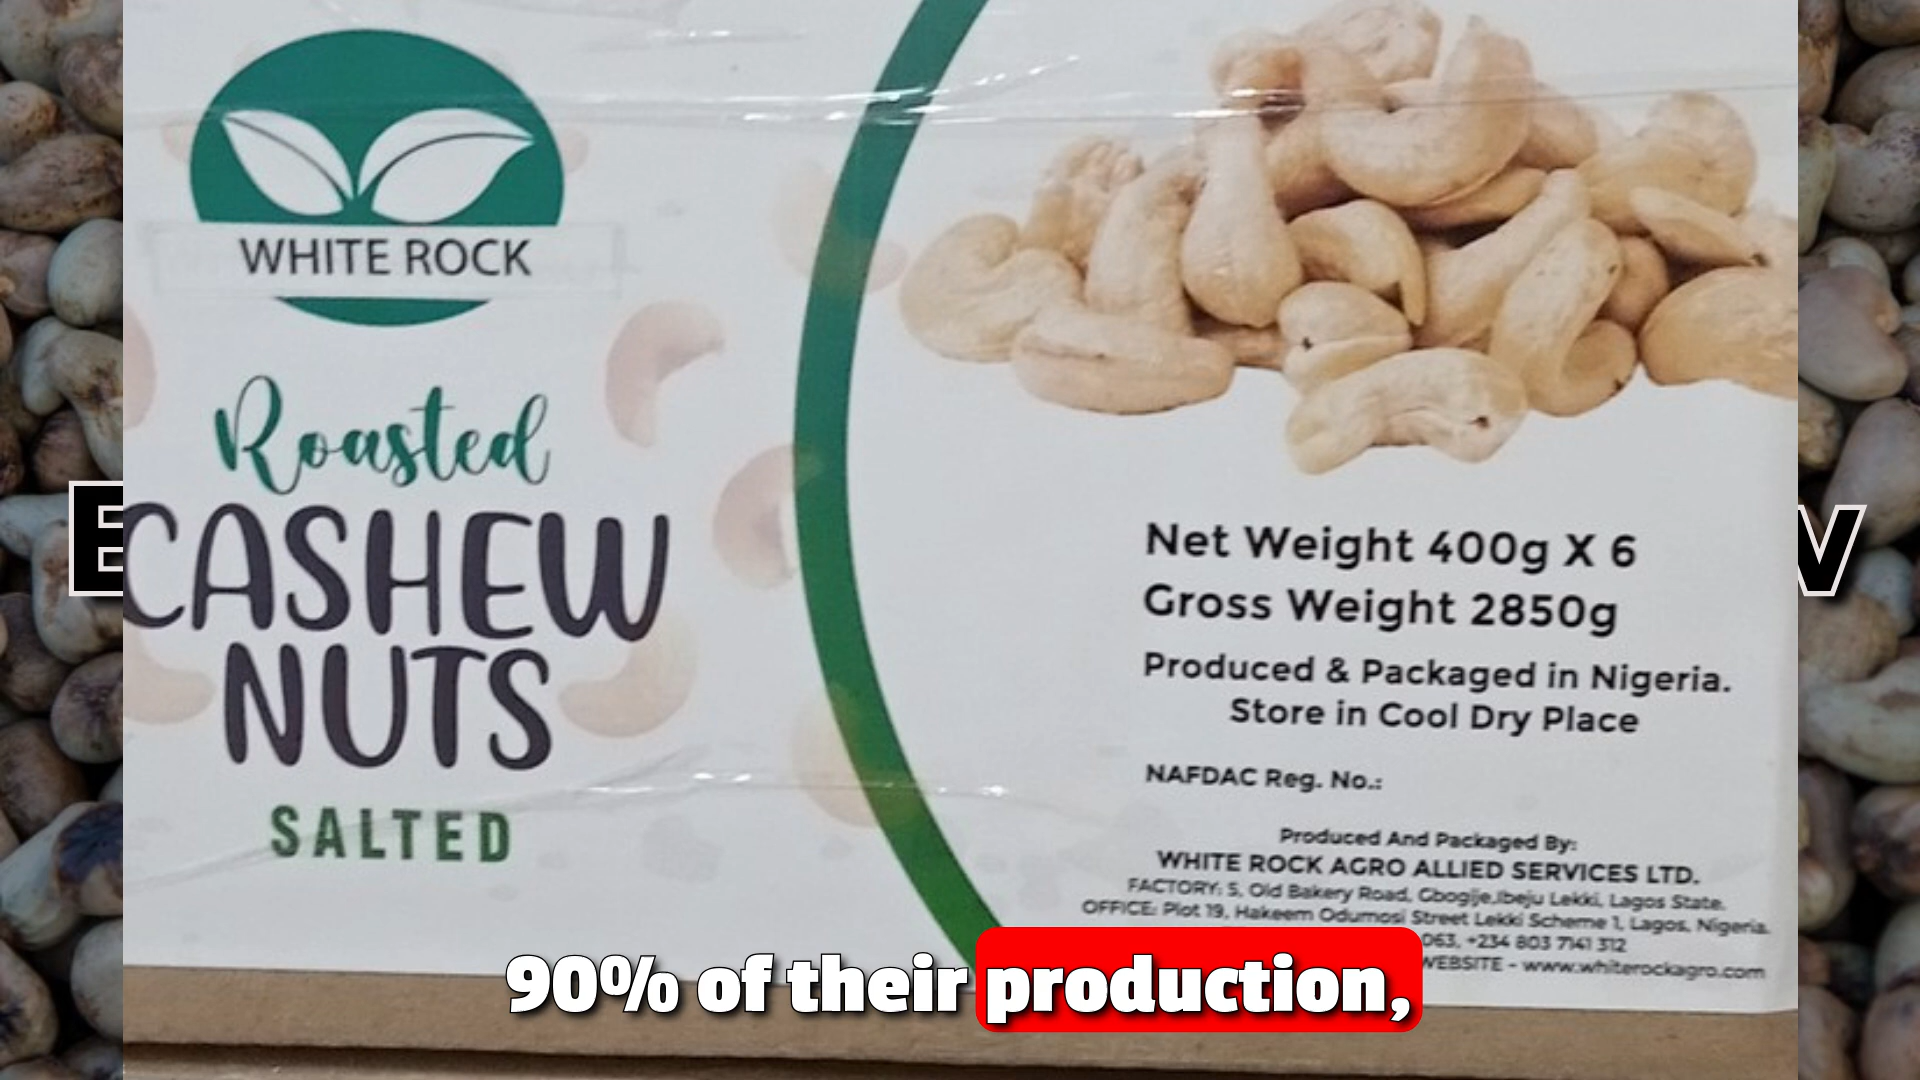 WHITE ROCK
Roasted
CASHEW
NUTS
SALTED
Net Weight 400g X 6
Gross Weight 2850g
Produced & Packaged in Nigeria.
Store in Cool Dry Place
NAFDAC Reg. No.:
Produced And Packaged By:
WHITE ROCK AGRO ALLIED SERVICES LTD.
FACTORY: 5, Old Bakery Road, Gbogije,Ibeju Lekki, Lagos State.
OFFICE: Plot 19, Hakeem Odumosi Street Lekki Scheme 1, Lagos, Nigeria.
063, +234 803 7141 312
WEBSITE - www.whiterockagro.com
90% of their production,